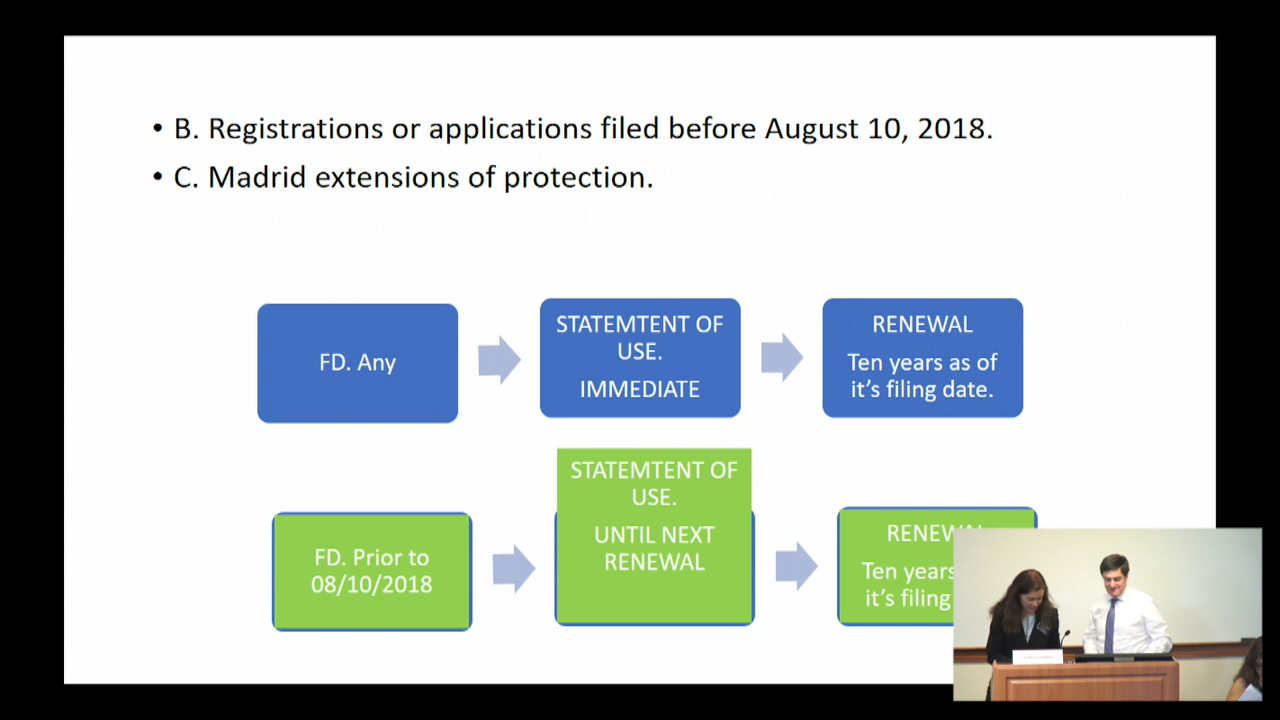 • B. Registrations or applications filed before August 10, 2018.
• C. Madrid extensions of protection.
FD. Any
STATEMTENT OF
USE.
IMMEDIATE
RENEWAL
Ten years as of
it's filing date.
FD. Prior to
08/10/2018
STATEMTENT OF
USE.
UNTIL NEXT
RENEWAL
Ten years
it's filing